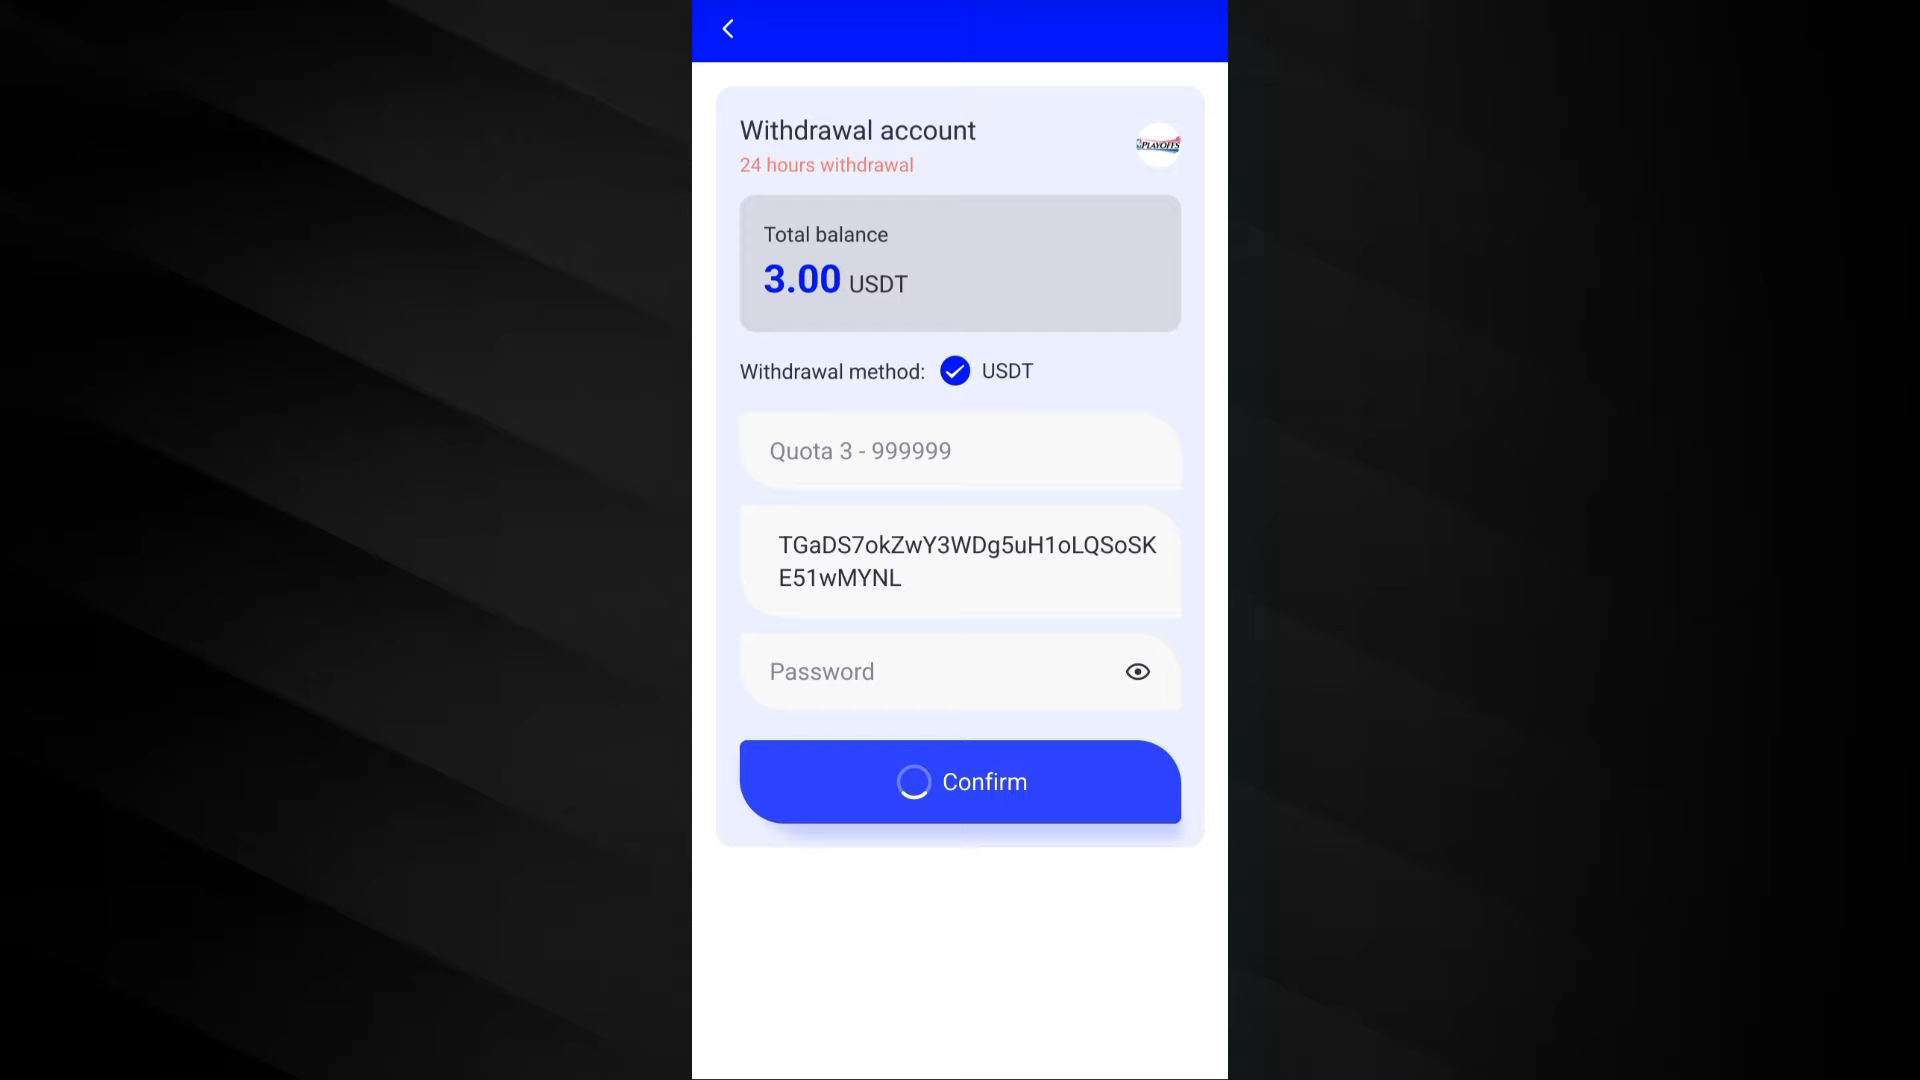 Withdrawal account
PLAYOFFS
24 hours withdrawal
Total balance
3.00 USDT
Withdrawal method: USDT
Quota 3 - 999999
TGaDS7okZwY3WDg5uH1oLQSoSK
E51wMYNL
Password
Confirm